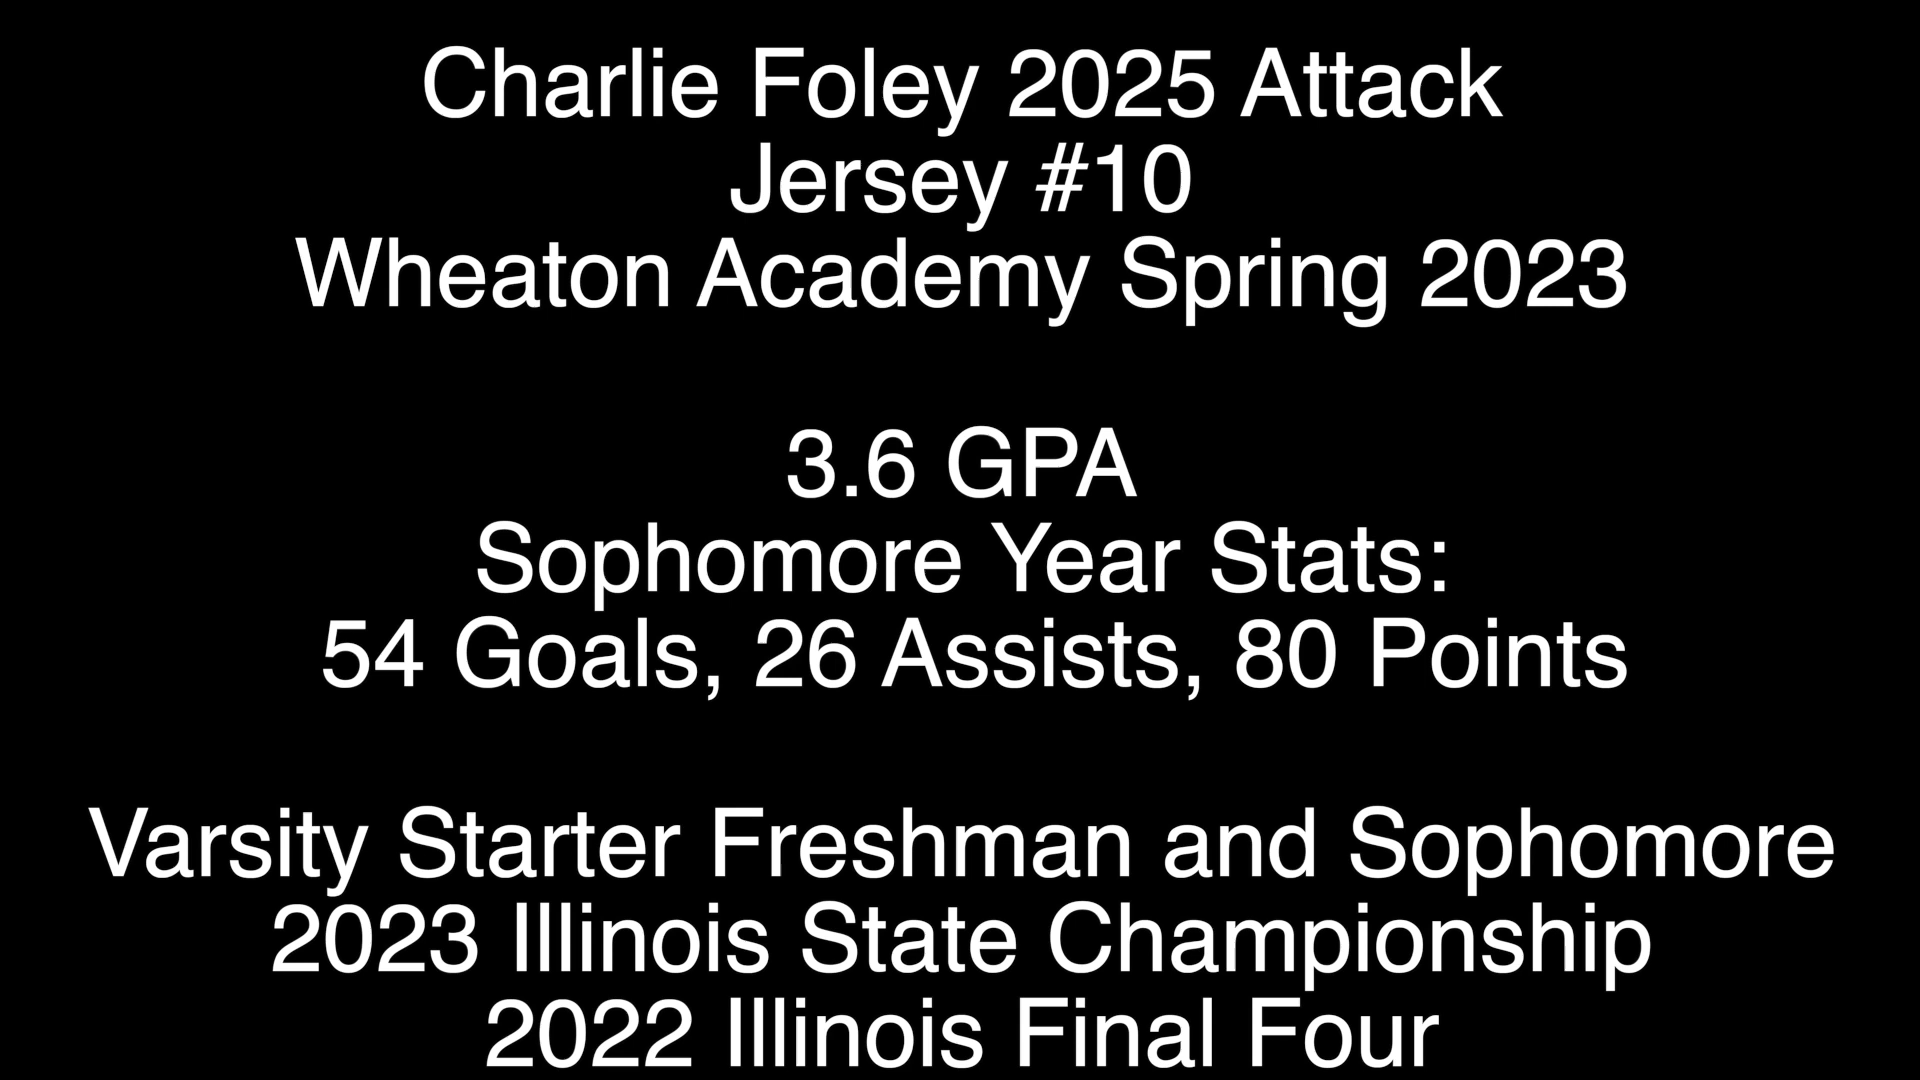 Charlie Foley 2025 Attack
Jersey #10
Wheaton Academy Spring 2023
3.6 GPA
Sophomore Year Stats:
54 Goals, 26 Assists, 80 Points
Varsity Starter Freshman and Sophomore
2023 Illinois State Championship
2022 Illinois Final Four